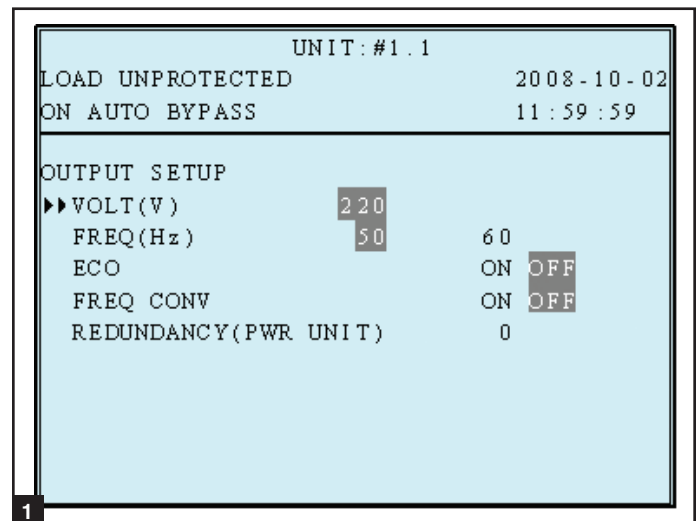 UNIT:#1.1
LOAD UNPROTECTED 2008-10-02
ON AUTO BYPASS 11:59:59
OUTPUT SETUP
VOLT(V) 220
FREQ(Hz) 50 60
ECO ON OFF
FREQ CONV ON OFF
REDUNDANCY(PWR UNIT) 0
1